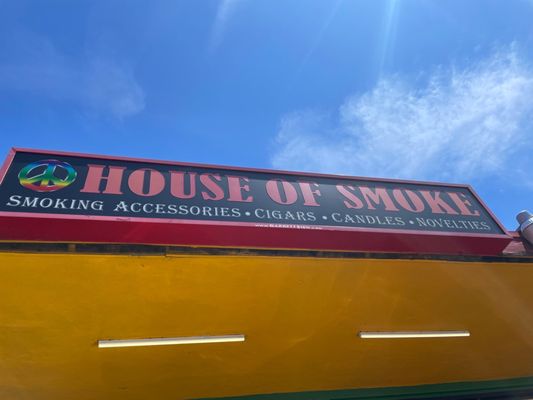 HOUSE OF SMOKE
SMOKING ACCESSORIES • CIGARS • CANDLES • NOVELTIES